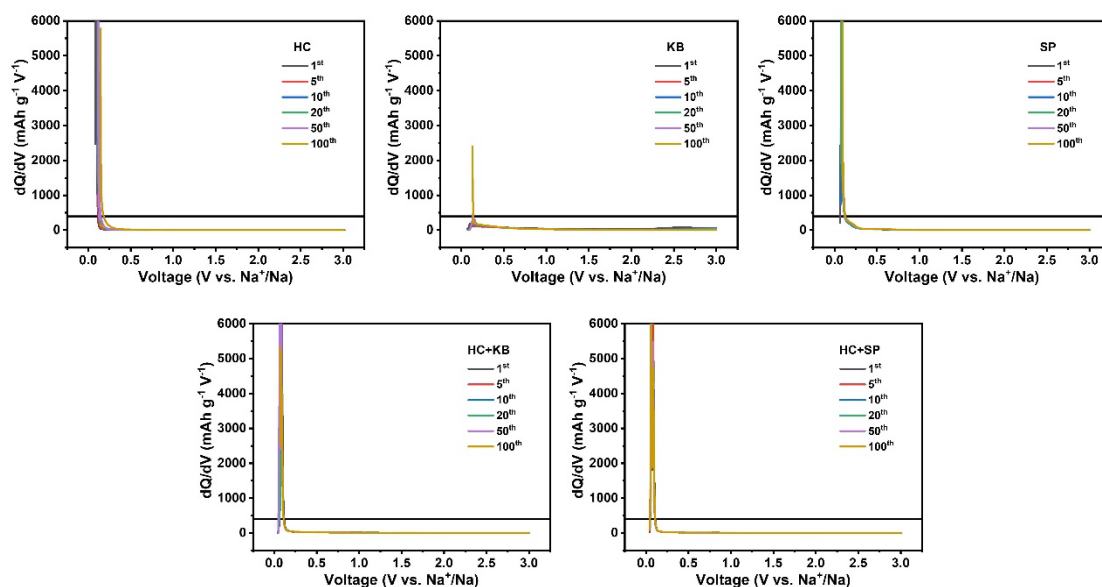 dQ/dV (mAh g⁻¹ V⁻¹)
6000
5000
4000
3000
2000
1000
0
HC
1st
5th
10th
20th
50th
100th
0.0 0.5 1.0 1.5 2.0 2.5 3.0
Voltage (V vs. Na⁺/Na)
dQ/dV (mAh g⁻¹ V⁻¹)
6000
5000
4000
3000
2000
1000
0
KB
1st
5th
10th
20th
50th
100th
0.0 0.5 1.0 1.5 2.0 2.5 3.0
Voltage (V vs. Na⁺/Na)
dQ/dV (mAh g⁻¹ V⁻¹)
6000
5000
4000
3000
2000
1000
0
SP
1st
5th
10th
20th
50th
100th
0.0 0.5 1.0 1.5 2.0 2.5 3.0
Voltage (V vs. Na⁺/Na)
dQ/dV (mAh g⁻¹ V⁻¹)
6000
5000
4000
3000
2000
1000
0
HC+KB
1st
5th
10th
20th
50th
100th
0.0 0.5 1.0 1.5 2.0 2.5 3.0
Voltage (V vs. Na⁺/Na)
dQ/dV (mAh g⁻¹ V⁻¹)
6000
5000
4000
3000
2000
1000
0
HC+SP
1st
5th
10th
20th
50th
100th
0.0 0.5 1.0 1.5 2.0 2.5 3.0
Voltage (V vs. Na⁺/Na)